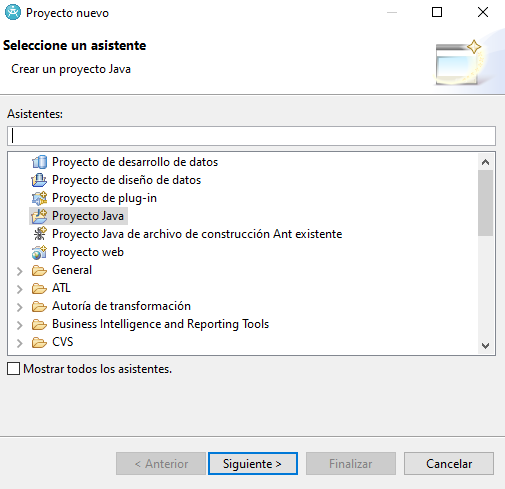 Proyecto nuevo
Seleccione un asistente
Crear un proyecto Java
Asistentes:
Proyecto de desarrollo de datos
Proyecto de diseño de datos
Proyecto de plug-in
Proyecto Java
Proyecto Java de archivo de construcción Ant existente
Proyecto web
General
ATL
Autoría de transformación
Business Intelligence and Reporting Tools
CVS
Mostrar todos los asistentes.
< Anterior
Siguiente >
Finalizar
Cancelar